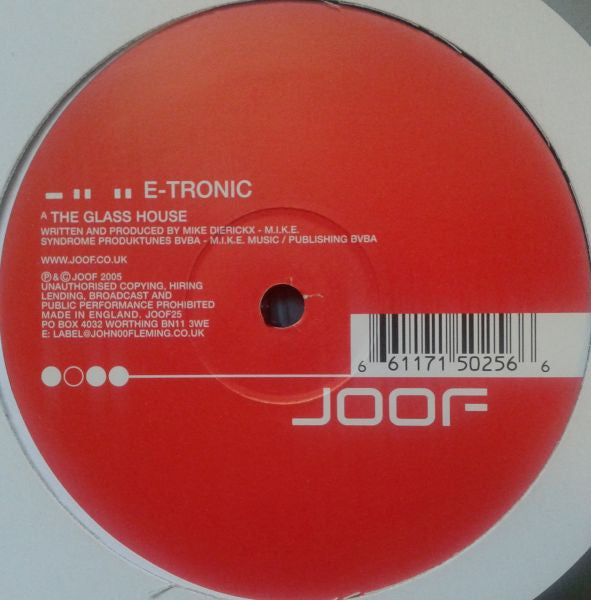 E-TRONIC
A THE GLASS HOUSE
WRITTEN AND PRODUCED BY MIKE DIERICKX - M.I.K.E.
SYNDROME PRODUKTUNES BVBA - M.I.K.E. MUSIC / PUBLISHING BVBA
WWW.JOOF.CO.UK
℗ & © JOOF 2005
UNAUTHORISED COPYING, HIRING
LENDING, BROADCAST AND
PUBLIC PERFORMANCE PROHIBITED
MADE IN ENGLAND. JOOF25
PO BOX 4032 WORTHING BN11 3WE
E: LABEL@JOHN00FLEMING.CO.UK
6 61171 50256 6
JOOF